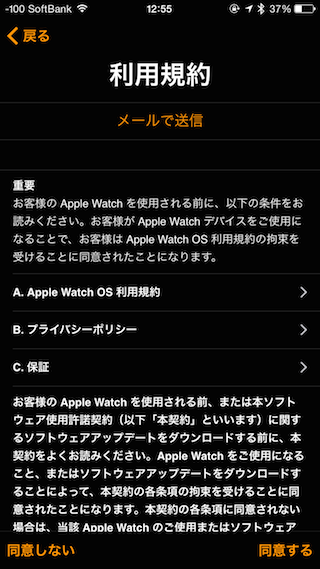 -100 SoftBank 12:55 37%
戻る
利用規約
メールで送信
重要
お客様の Apple Watch を使用される前に、以下の条件をお
読みください。お客様が Apple Watch デバイスをご使用に
なることで、お客様は Apple Watch OS 利用規約の拘束を
受けることに同意されたことになります。
A. Apple Watch OS 利用規約
B. プライバシーポリシー
C. 保証
お客様の Apple Watch を使用される前、または本ソフト
ウェア使用許諾契約（以下「本契約」といいます）に関す
るソフトウェアアップデートをダウンロードする前に、本
契約をよくお読みください。Apple Watch をご使用になる
こと、またはソフトウェアアップデートをダウンロードす
ることによって、本契約の各条項の拘束を受けることに同
意されたことになります。本契約の各条項に同意されない
場合は、当該 Apple Watch のご使用またはソフトウェア
同意しない 同意する